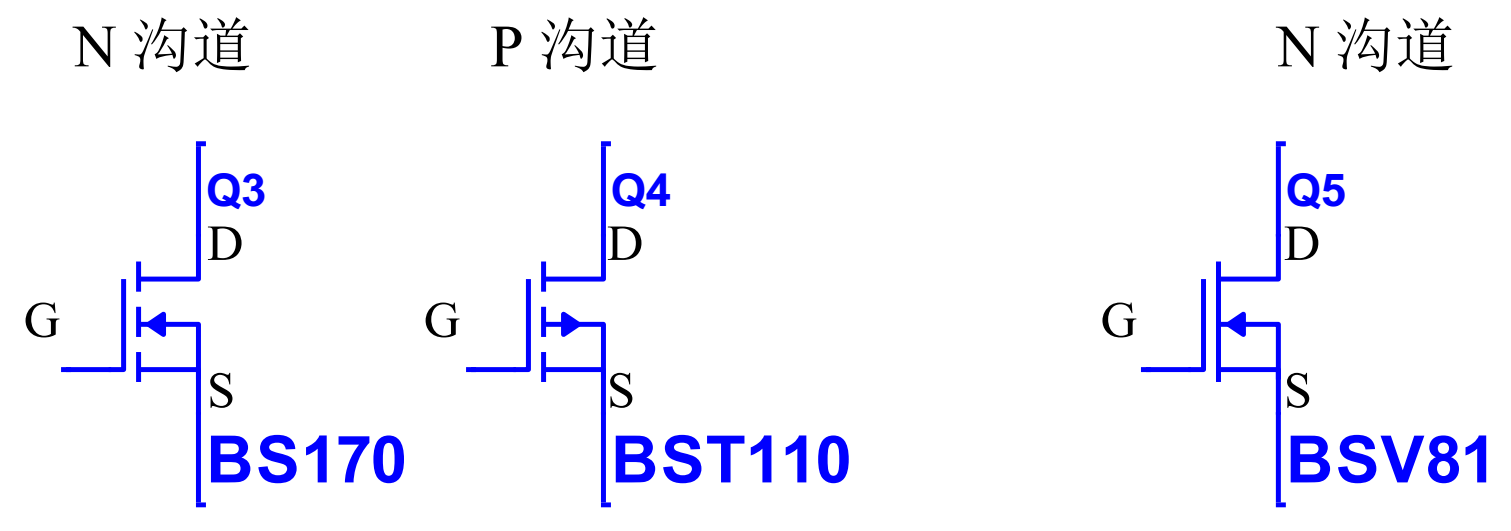 N 沟道 P 沟道 N 沟道
Q3 Q4 Q5
D D D
G G G
S S S
BS170 BST110 BSV81